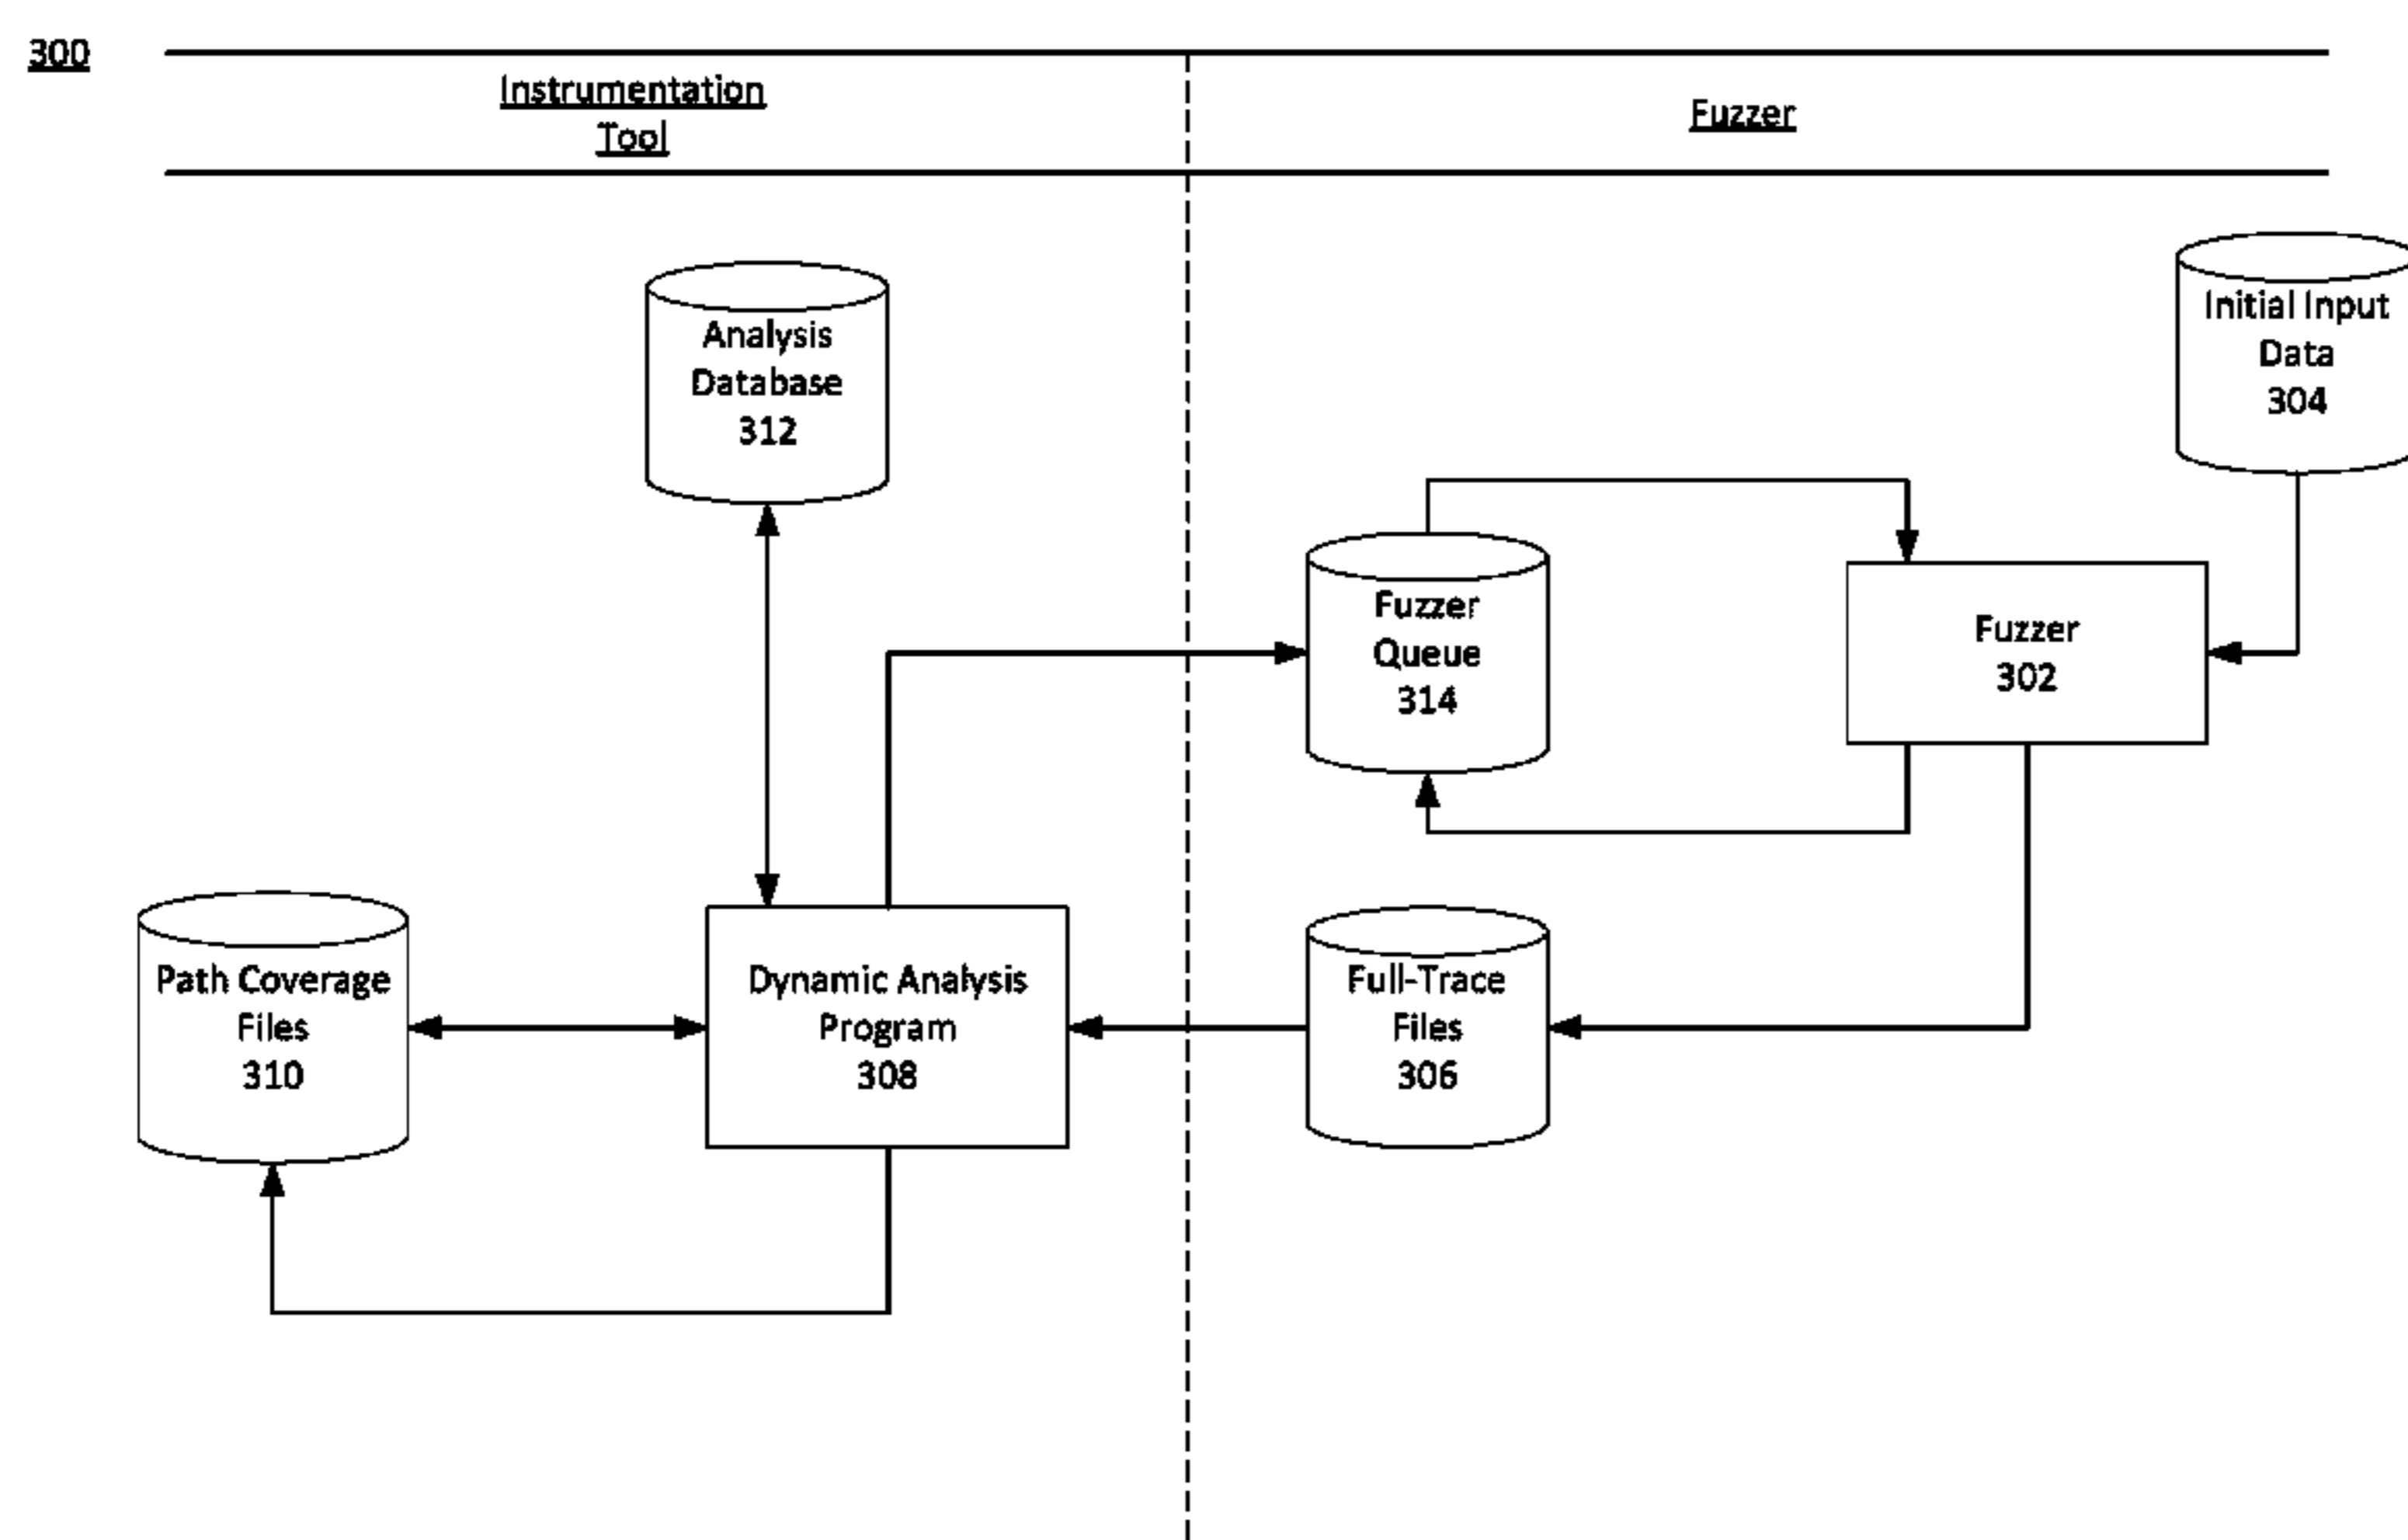 300
Instrumentation
Tool
Fuzzer
Initial Input
Data
304
Analysis
Database
312
Fuzzer
Queue
314
Fuzzer
302
Path Coverage
Files
310
Dynamic Analysis
Program
308
Full-Trace
Files
306